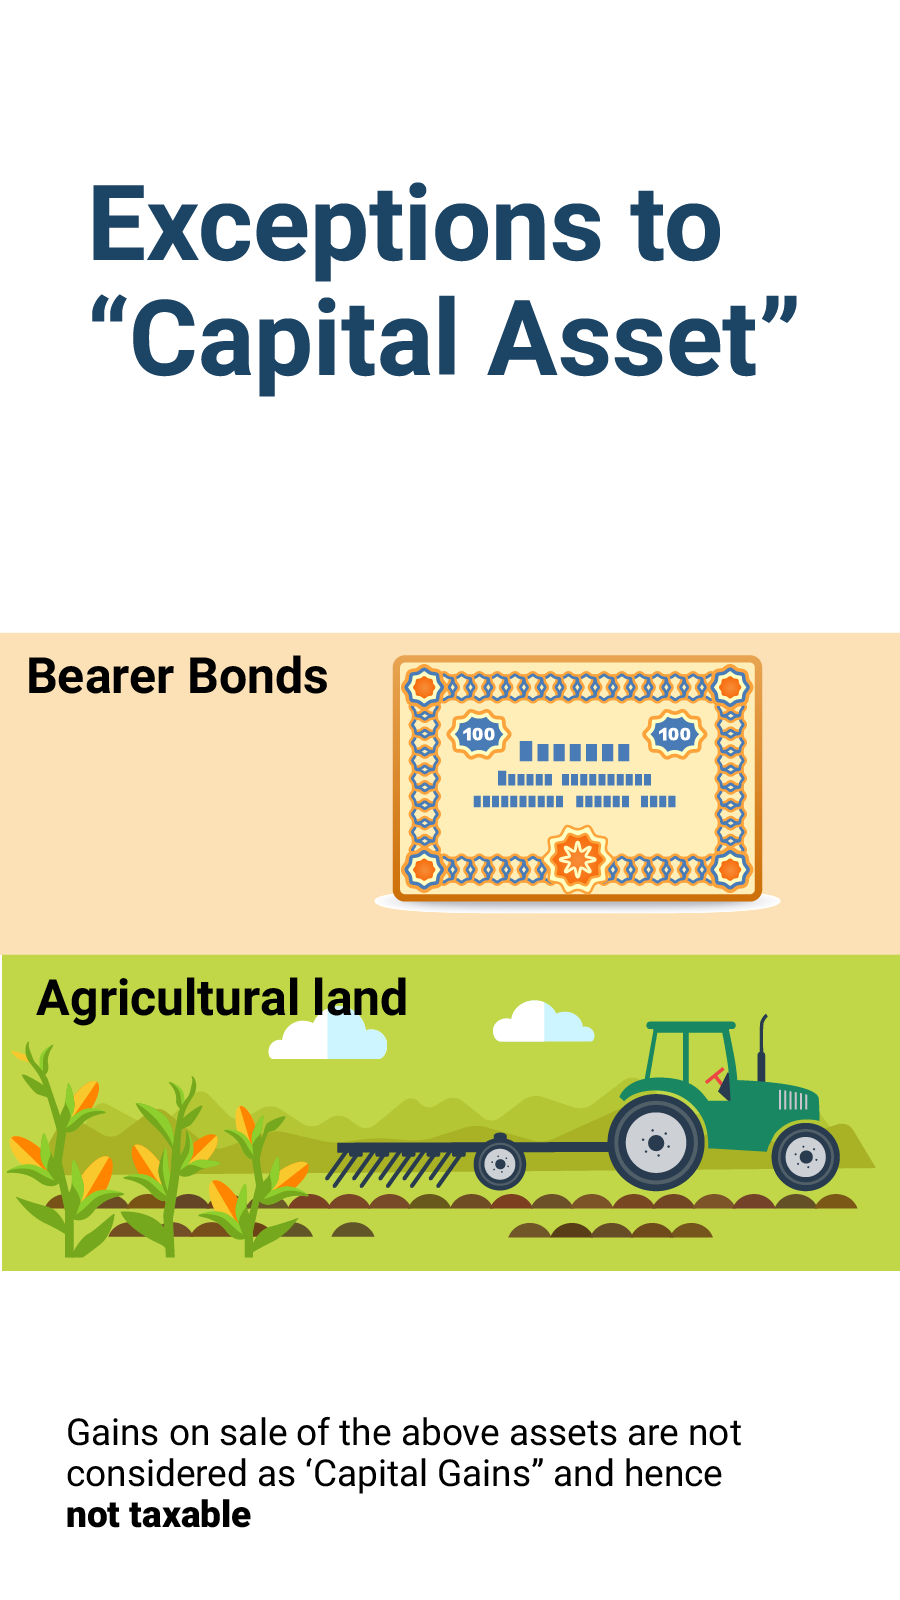 Exceptions to
“Capital Asset”
Bearer Bonds
100 100
Agricultural land
Gains on sale of the above assets are not
considered as ‘Capital Gains” and hence
not taxable